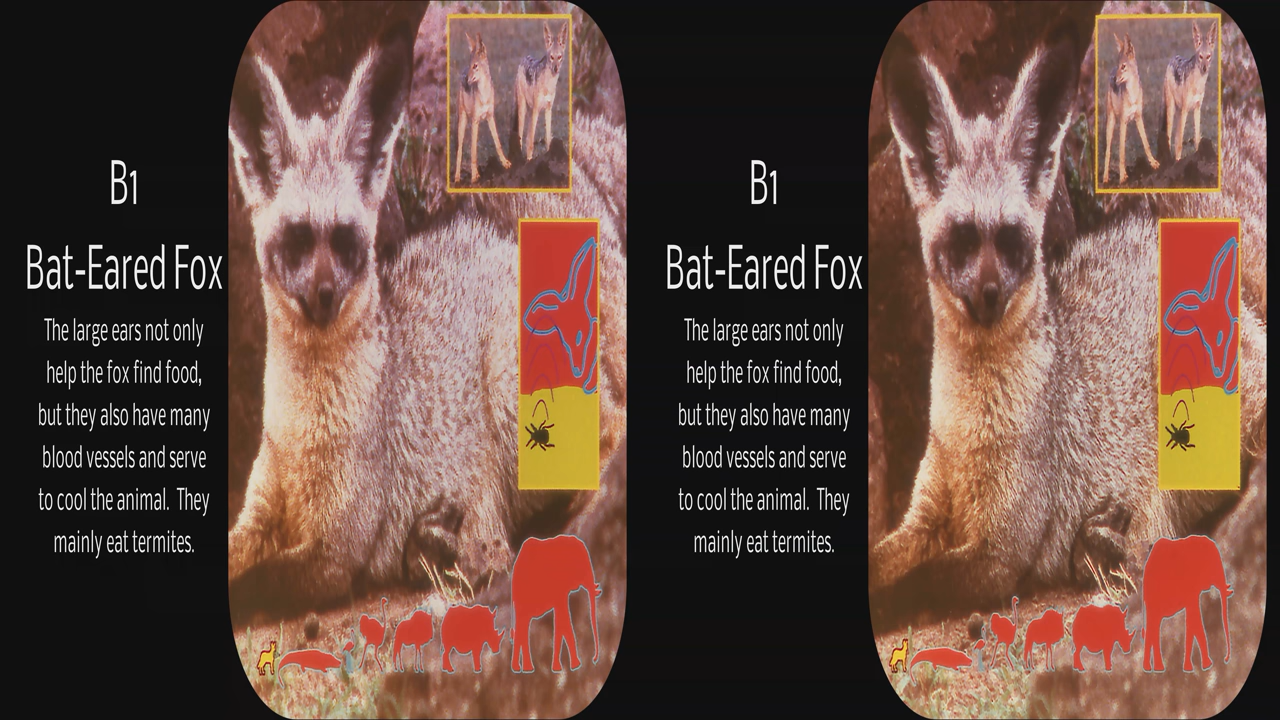 B1
Bat-Eared Fox
The large ears not only
help the fox find food,
but they also have many
blood vessels and serve
to cool the animal. They
mainly eat termites.
B1
Bat-Eared Fox
The large ears not only
help the fox find food,
but they also have many
blood vessels and serve
to cool the animal. They
mainly eat termites.